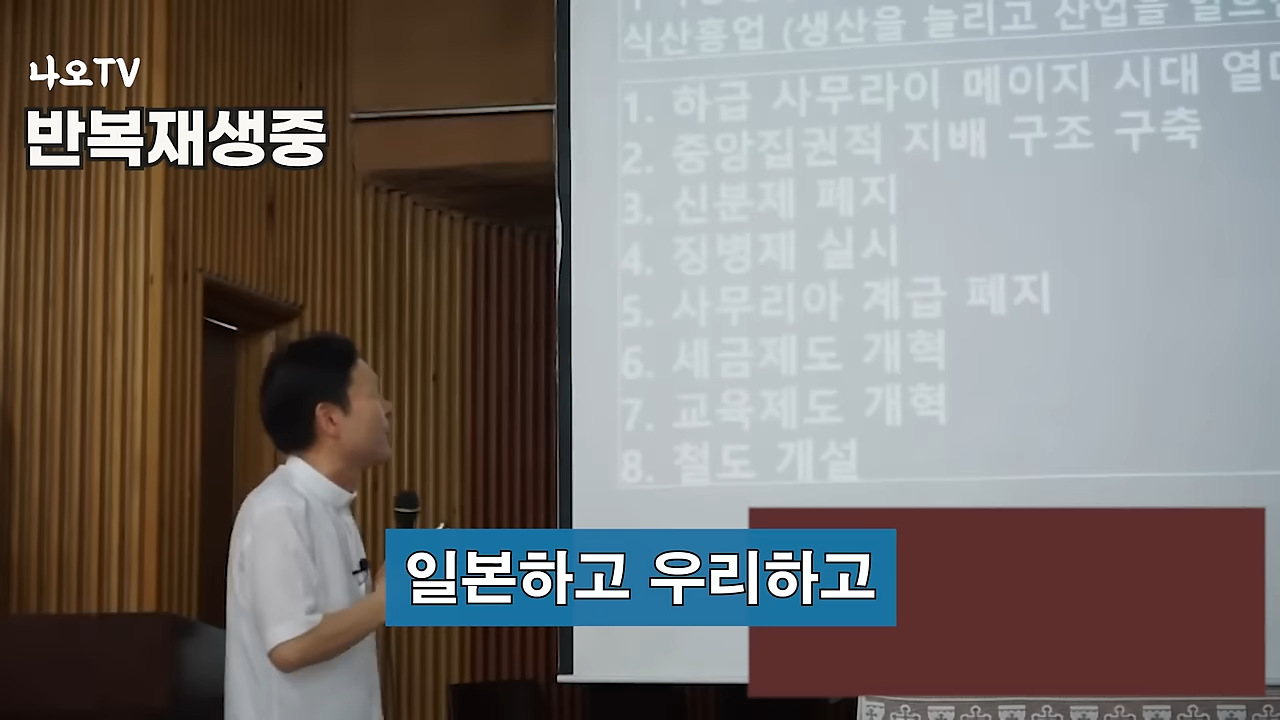 나오TV
반복재생중
식산흥업 (생산을 늘리고 산업을
1. 하급 사무라이 메이지 시대
2. 중앙집권적 지배 구조 구축
3. 신분제 폐지
4. 징병제 실시
5. 사무리아 계급 폐지
6. 세금제도 개혁
7. 교육제도 개혁
8. 철도 개설
일본하고 우리하고